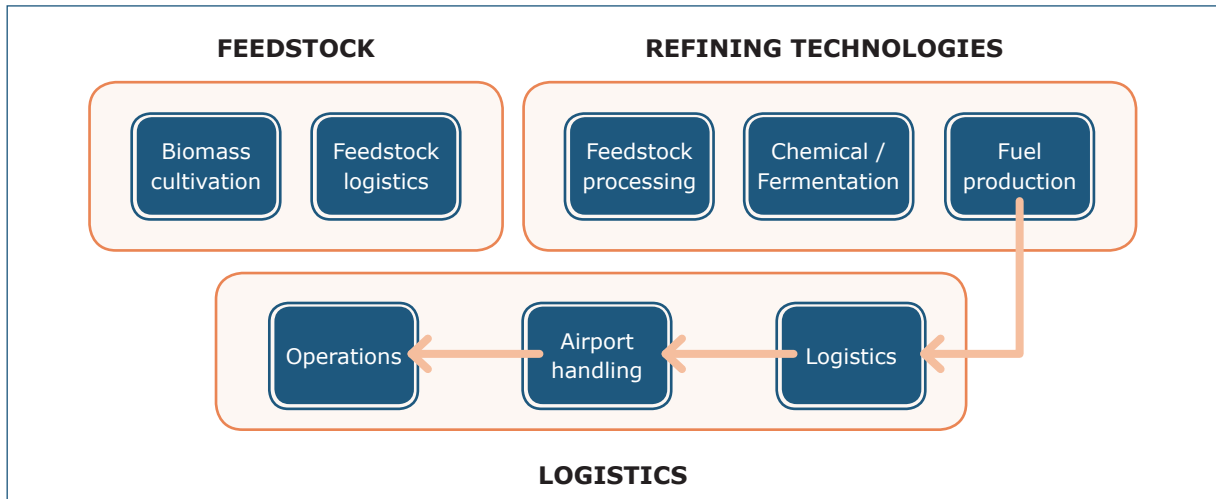 FEEDSTOCK
Biomass
cultivation
Feedstock
logistics
REFINING TECHNOLOGIES
Feedstock
processing
Chemical /
Fermentation
Fuel
production
Logistics
Airport
handling
Operations
LOGISTICS